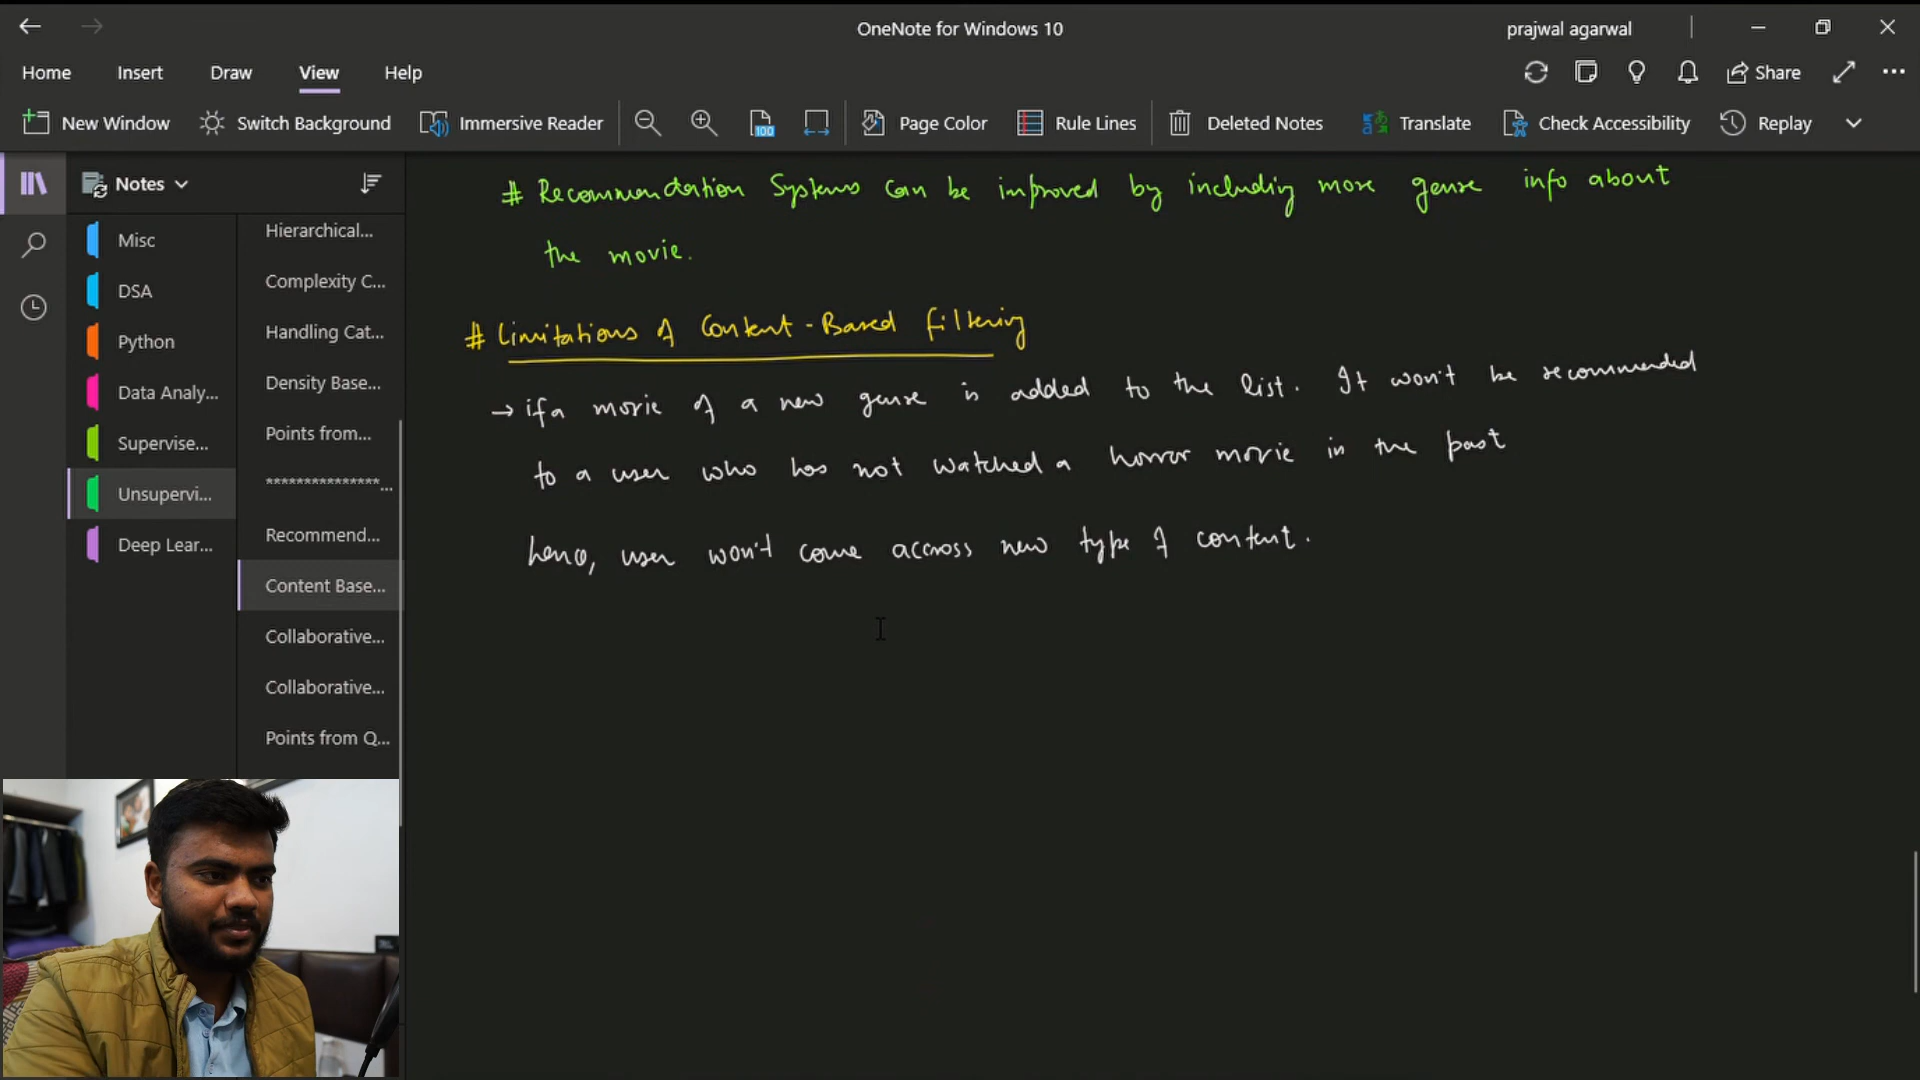 OneNote for Windows 10
prajwal agarwal
Home Insert Draw View Help
Share
New Window Switch Background Immersive Reader 100 Page Color Rule Lines Deleted Notes Translate Check Accessibility Replay
Notes
Misc
DSA
Python
Data Analy...
Supervise...
Unsupervi...
Deep Lear...
Hierarchical...
Complexity C...
Handling Cat...
Density Base...
Points from...
***************...
Recommend...
Content Base...
Collaborative...
Collaborative...
Points from Q...
# Recommendation Systems can be improved by including more genre info about
the movie.
# Limitations of Content-Based filtering
→ if a movie of a new genre is added to the list. It won't be recommended
to a user who has not watched a horror movie in the past
hence, user won't come accross new type of content.